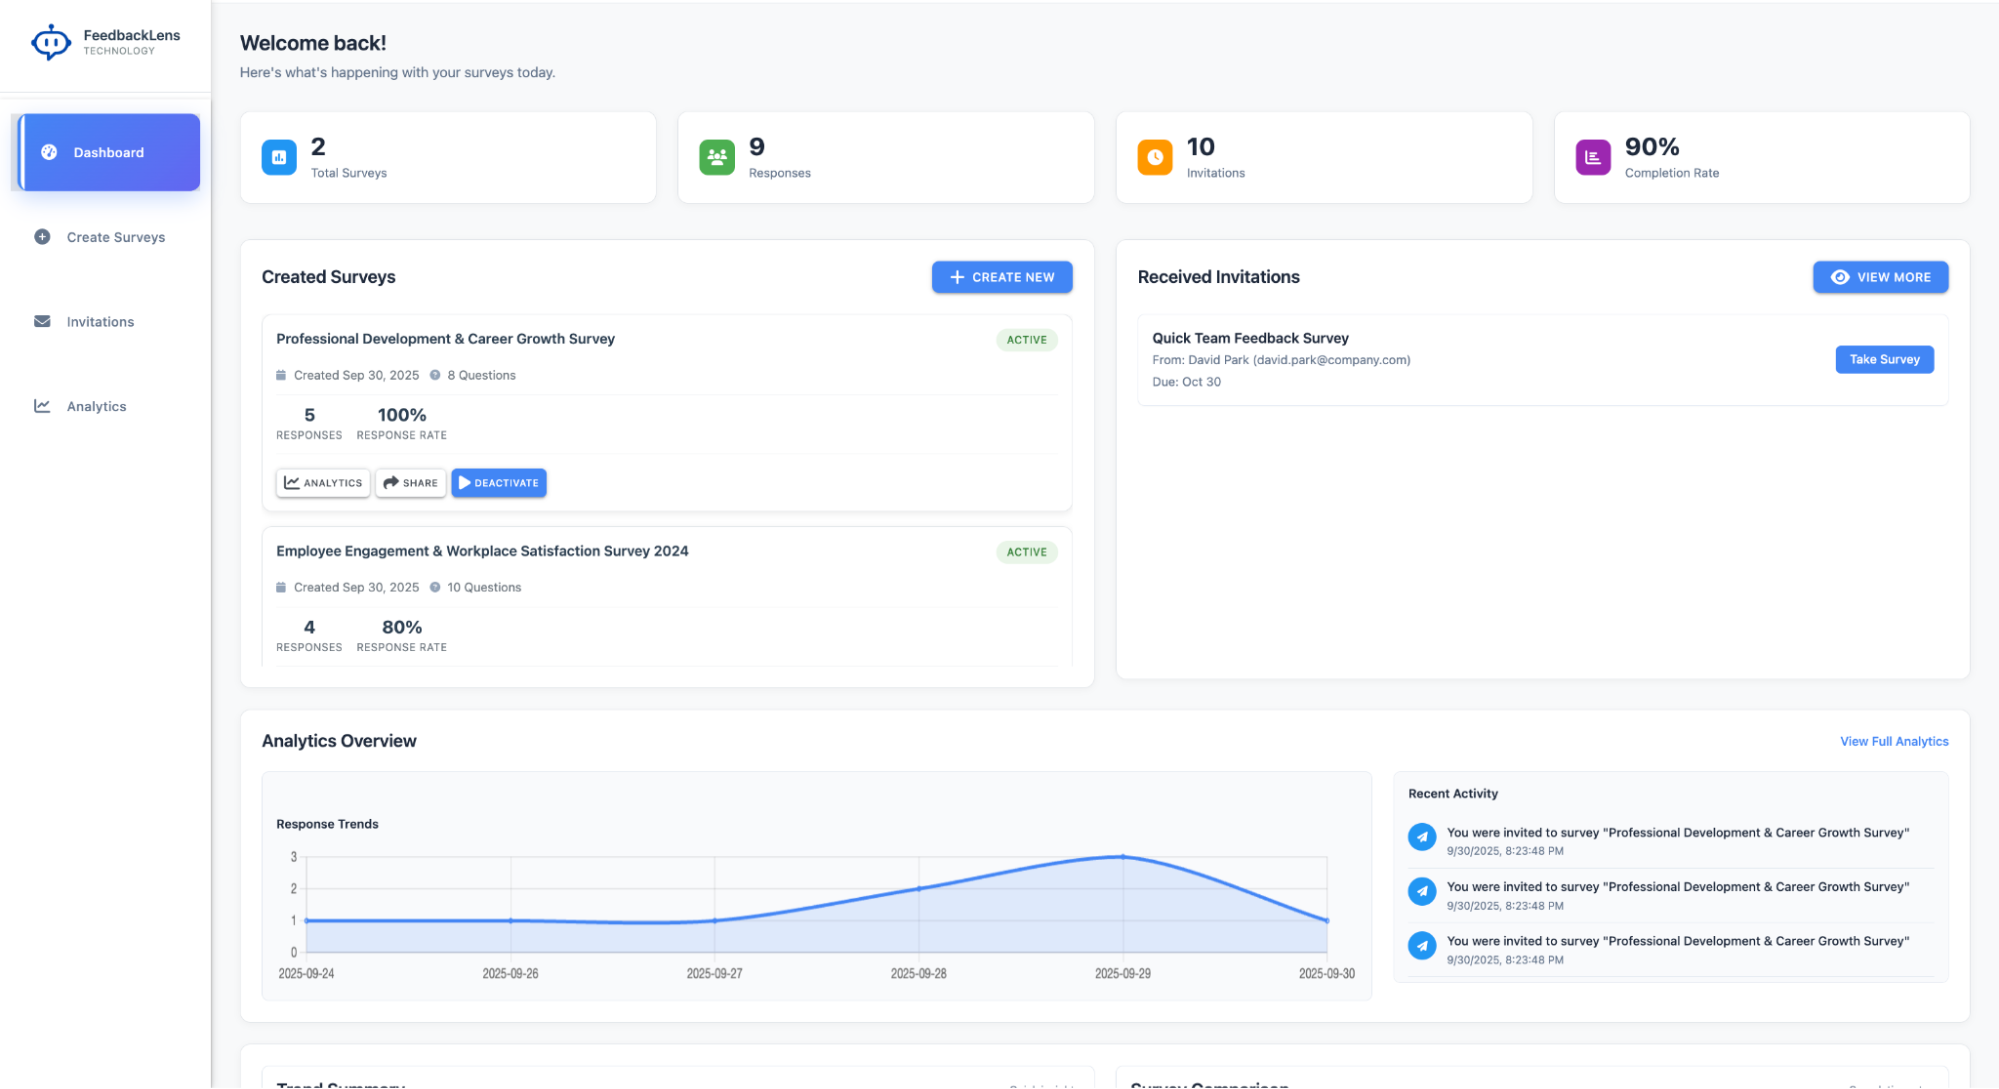 FeedbackLens
TECHNOLOGY
Dashboard
Create Surveys
Invitations
Analytics
Welcome back!
Here's what's happening with your surveys today.
2
Total Surveys
9
Responses
10
Invitations
90%
Completion Rate
Created Surveys
CREATE NEW
Professional Development & Career Growth Survey
ACTIVE
Created Sep 30, 2025 8 Questions
5 100%
RESPONSES RESPONSE RATE
ANALYTICS SHARE DEACTIVATE
Employee Engagement & Workplace Satisfaction Survey 2024
ACTIVE
Created Sep 30, 2025 10 Questions
4 80%
RESPONSES RESPONSE RATE
Received Invitations
VIEW MORE
Quick Team Feedback Survey
From: David Park (david.park@company.com)
Due: Oct 30
Take Survey
Analytics Overview
View Full Analytics
Response Trends
3
2
1
0
2025-09-24 2025-09-26 2025-09-27 2025-09-28 2025-09-29 2025-09-30
Recent Activity
You were invited to survey "Professional Development & Career Growth Survey"
9/30/2025, 8:23:48 PM
You were invited to survey "Professional Development & Career Growth Survey"
9/30/2025, 8:23:48 PM
You were invited to survey "Professional Development & Career Growth Survey"
9/30/2025, 8:23:48 PM
Trend Summary
Survey Comparison